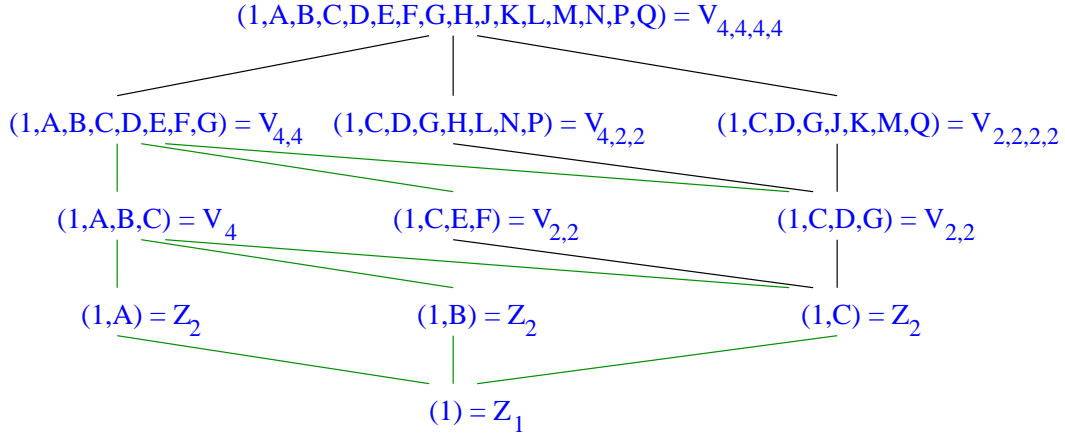 (1,A,B,C,D,E,F,G,H,J,K,L,M,N,P,Q) = V4,4,4,4
(1,A,B,C,D,E,F,G) = V4,4 (1,C,D,G,H,L,N,P) = V4,2,2 (1,C,D,G,J,K,M,Q) = V2,2,2,2
(1,A,B,C) = V4 (1,C,E,F) = V2,2 (1,C,D,G) = V2,2
(1,A) = Z2 (1,B) = Z2 (1,C) = Z2
(1) = Z1